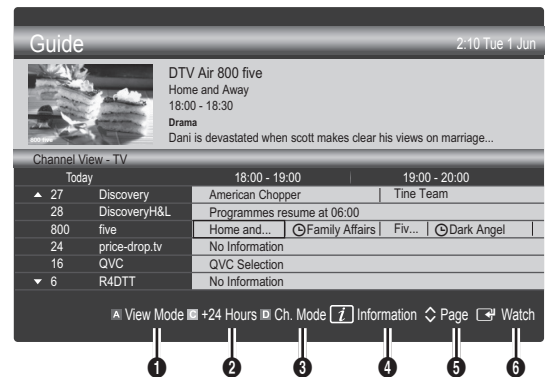 Guide
2:10 Tue 1 Jun
DTV Air 800 five
Home and Away
18:00 - 18:30
Drama
Dani is devastated when scott makes clear his views on marriage...
800 five
Channel View - TV
Today 18:00 - 19:00 19:00 - 20:00
▲ 27 Discovery American Chopper Tine Team
28 DiscoveryH&L Programmes resume at 06:00
800 five Home and... Family Affairs Fiv... Dark Angel
24 price-drop.tv No Information
16 QVC QVC Selection
▼ 6 R4DTT No Information
A View Mode C +24 Hours D Ch. Mode i Information Page Watch
1 2 3 4 5 6